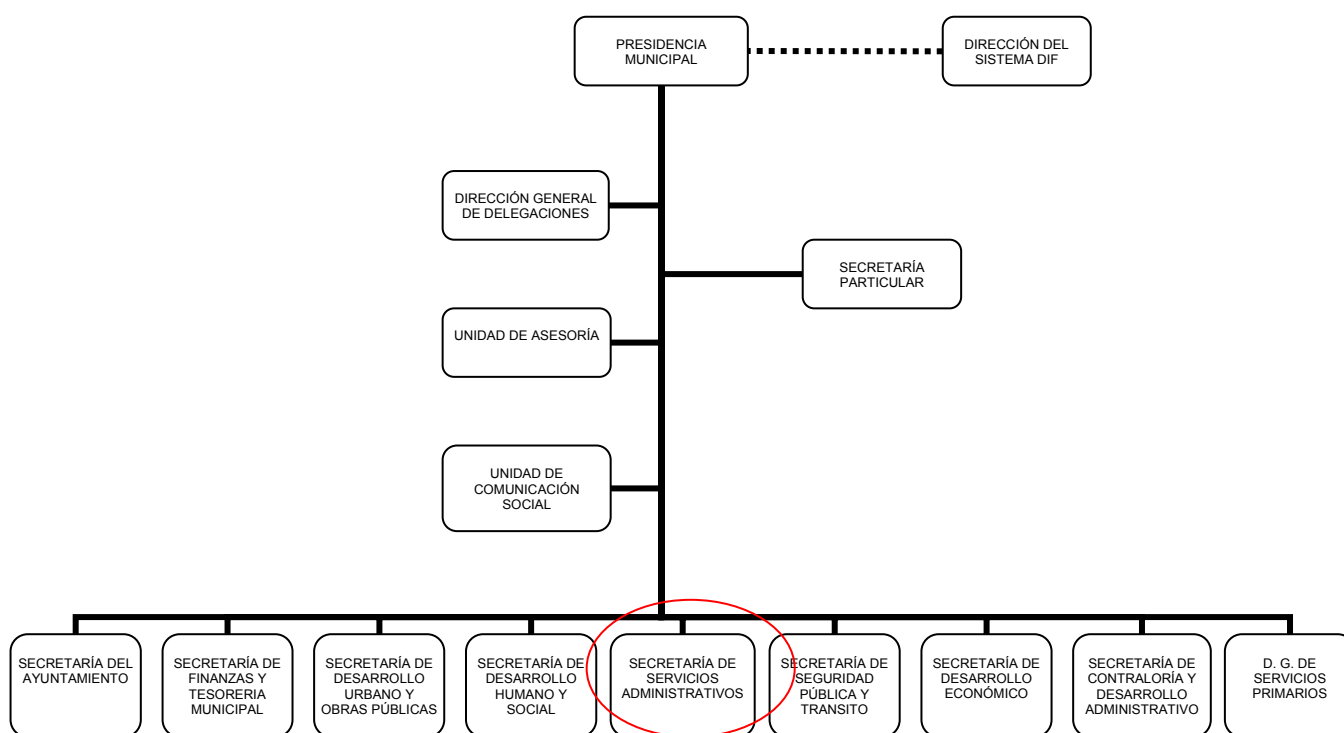 PRESIDENCIA
MUNICIPAL
DIRECCIÓN DEL
SISTEMA DIF
DIRECCIÓN GENERAL
DE DELEGACIONES
SECRETARÍA
PARTICULAR
UNIDAD DE ASESORÍA
UNIDAD DE
COMUNICACIÓN
SOCIAL
SECRETARÍA DEL
AYUNTAMIENTO
SECRETARÍA DE
FINANZAS Y
TESORERIA
MUNICIPAL
SECRETARÍA DE
DESARROLLO
URBANO Y
OBRAS PÚBLICAS
SECRETARÍA DE
DESARROLLO
HUMANO Y
SOCIAL
SECRETARÍA DE
SERVICIOS
ADMINISTRATIVOS
SECRETARÍA DE
SEGURIDAD
PÚBLICA Y
TRANSITO
SECRETARÍA DE
DESARROLLO
ECONÓMICO
SECRETARÍA DE
CONTRALORÍA Y
DESARROLLO
ADMINISTRATIVO
D. G. DE
SERVICIOS
PRIMARIOS